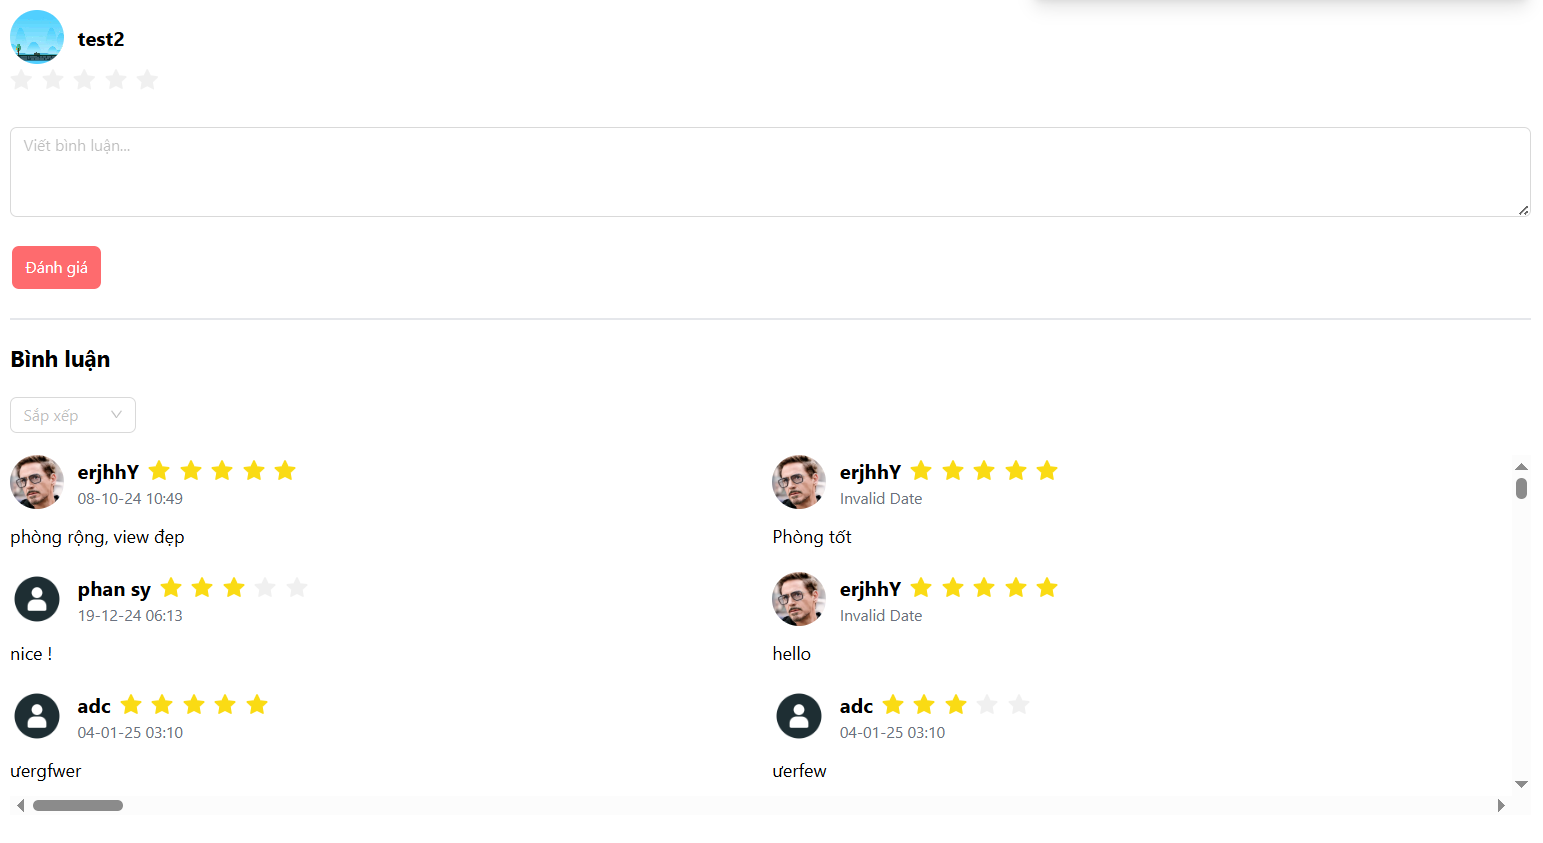 test2
Viết bình luận...
Đánh giá
Bình luận
Sắp xếp
erjhhY
08-10-24 10:49
phòng rộng, view đẹp
erjhhY
Invalid Date
Phòng tốt
phan sy
19-12-24 06:13
nice !
erjhhY
Invalid Date
hello
adc
04-01-25 03:10
ưergfwer
adc
04-01-25 03:10
ưerfew